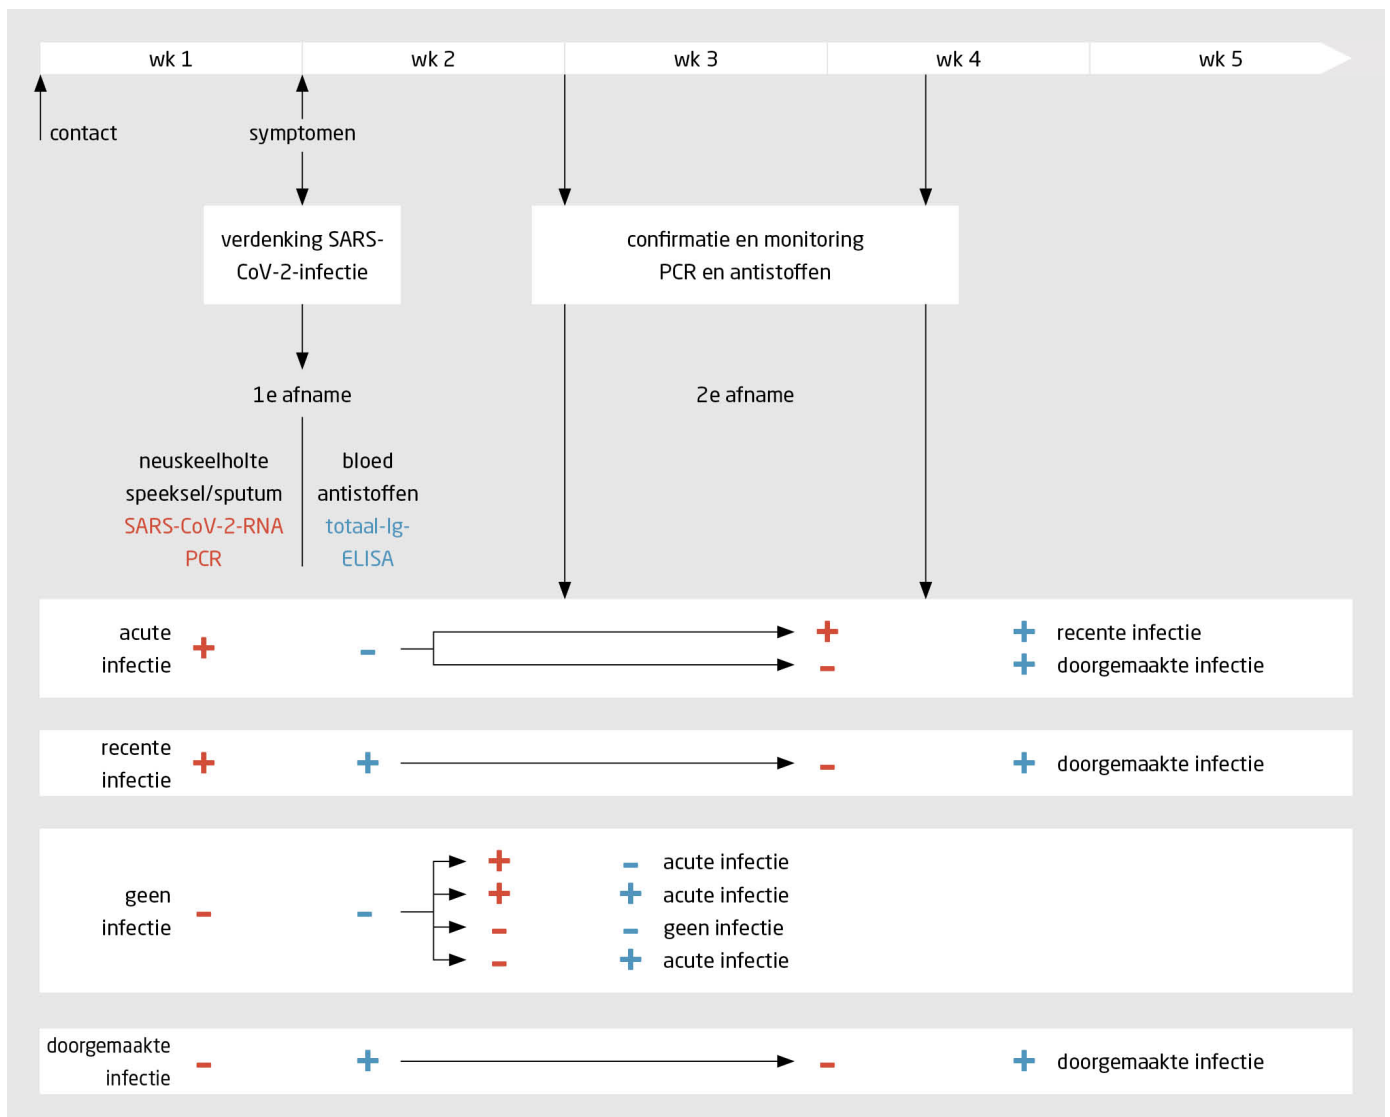 wk 1
wk 2
wk 3
wk 4
wk 5
contact
symptomen
verdenking SARS-
CoV-2-infectie
confirmatie en monitoring
PCR en antistoffen
1e afname
2e afname
neuskeelholte
speeksel/sputum
SARS-CoV-2-RNA
PCR
bloed
antistoffen
totaal-Ig-
ELISA
acute
infectie
+
-
+
+
recente infectie
-
+
doorgemaakte infectie
recente
infectie
+
+
-
+
doorgemaakte infectie
geen
infectie
-
-
+
-
acute infectie
+
+
acute infectie
-
-
geen infectie
-
+
acute infectie
doorgemaakte
infectie
-
+
-
+
doorgemaakte infectie